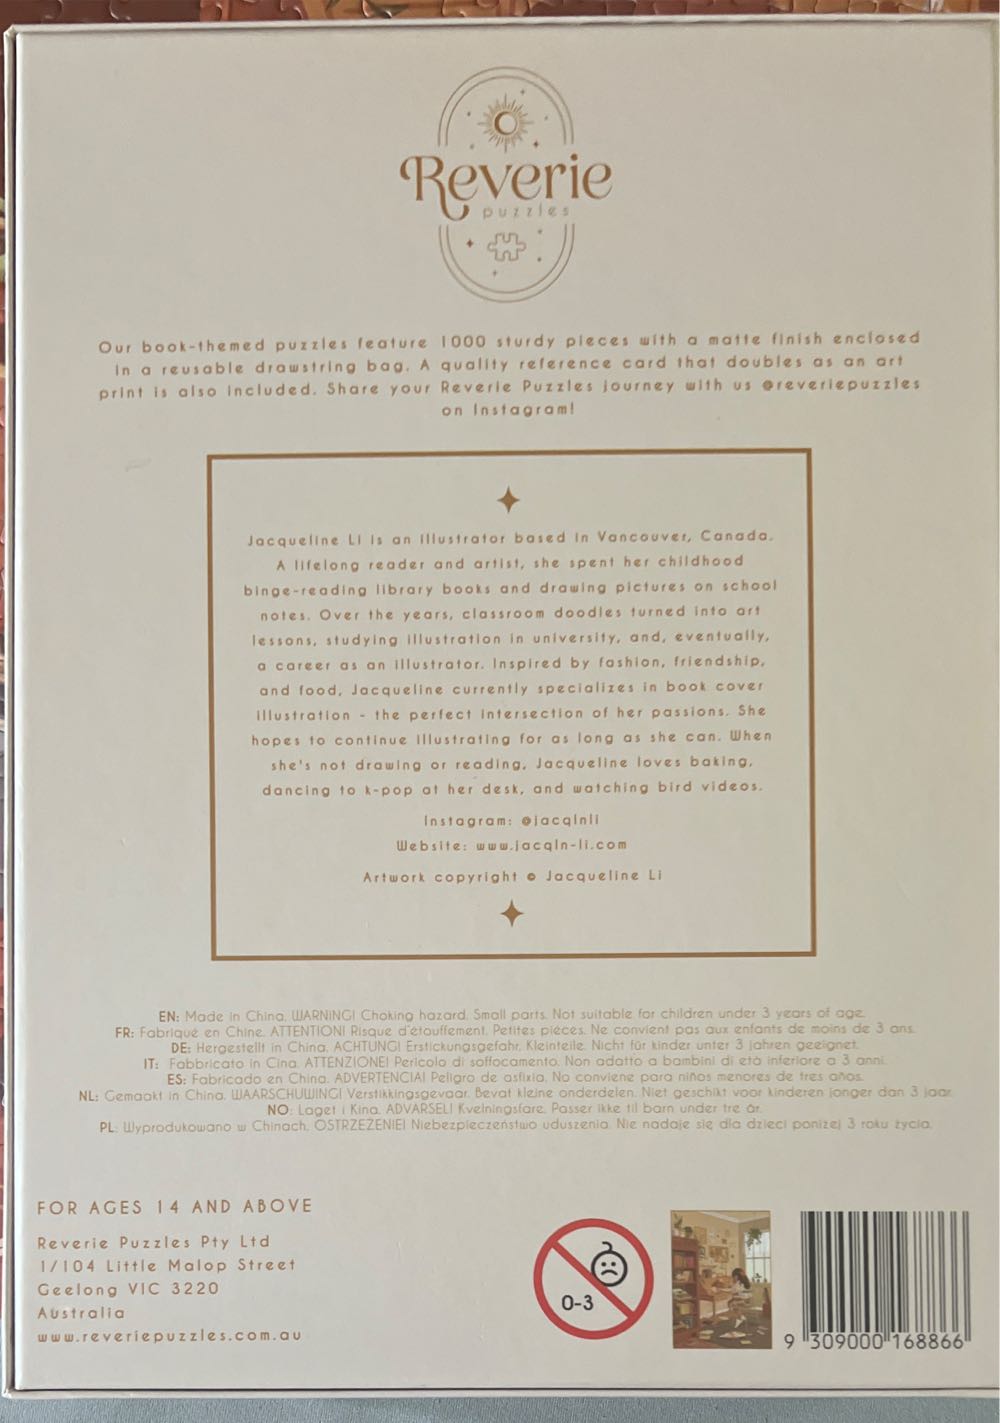 Reverie
puzzles
Our book-themed puzzles feature 1000 sturdy pieces with a matte finish enclosed
in a reusable drawstring bag. A quality reference card that doubles as an art
print is also included. Share your Reverie Puzzles journey with us @reveriepuzzles
on Instagram!
Jacqueline Li is an illustrator based in Vancouver, Canada.
A lifelong reader and artist, she spent her childhood
binge-reading library books and drawing pictures on school
notes. Over the years, classroom doodles turned into art
lessons, studying illustration in university, and, eventually,
a career as an illustrator. Inspired by fashion, friendship,
and food, Jacqueline currently specializes in book cover
illustration - the perfect intersection of her passions. She
hopes to continue illustrating for as long as she can. When
she's not drawing or reading, Jacqueline loves baking,
dancing to k-pop at her desk, and watching bird videos.
Instagram: @jacqlnli
Website: www.jacqln-li.com
Artwork copyright © Jacqueline Li
EN: Made in China. WARNING! Choking hazard. Small parts. Not suitable for children under 3 years of age.
FR: Fabriqué en Chine. ATTENTION! Risque d'étouffement. Petites pièces. Ne convient pas aux enfants de moins de 3 ans.
DE: Hergestellt in China. ACHTUNG! Erstickungsgefahr. Kleinteile. Nicht für kinder unter 3 jahren geeignet.
IT: Fabbricato in Cina. ATTENZIONE! Pericolo di soffocamento. Non adatto a bambini di età inferiore a 3 anni.
ES: Fabricado en China. ADVERTENCIA! Peligro de asfixia. No conviene para niños menores de tres años.
NL: Gemaakt in China. WAARSCHUWING! Verstikkingsgevaar. Bevat kleine onderdelen. Niet geschikt voor kinderen jonger dan 3 jaar.
NO: Laget i Kina. ADVARSEL! Kvelningsfare. Passer ikke til barn under tre år.
PL: Wyprodukowano w Chinach. OSTRZEŻENIE! Niebezpieczeństwo uduszenia. Nie nadaje się dla dzieci poniżej 3 roku życia.
FOR AGES 14 AND ABOVE
Reverie Puzzles Pty Ltd
1/104 Little Malop Street
Geelong VIC 3220
Australia
www.reveriepuzzles.com.au
0-3
9 309000 168866